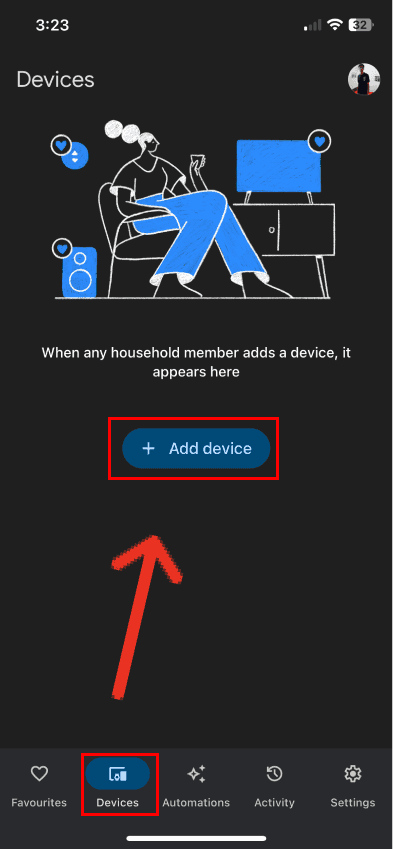 3:23
32
Devices
When any household member adds a device, it
appears here
+ Add device
Favourites
Devices
Automations
Activity
Settings